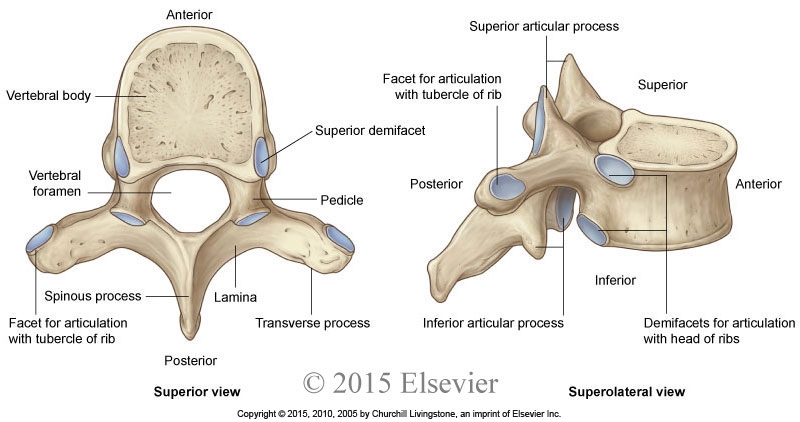 Anterior
Vertebral body
Superior demifacet
Vertebral
foramen
Pedicle
Spinous process
Lamina
Facet for articulation
with tubercle of rib
Transverse process
Posterior
Superior view
Superior articular process
Facet for articulation
with tubercle of rib
Superior
Posterior
Anterior
Inferior
Inferior articular process
Demifacets for articulation
with head of ribs
Superolateral view
© 2015 Elsevier
Copyright © 2015, 2010, 2005 by Churchill Livingstone, an imprint of Elsevier Inc.